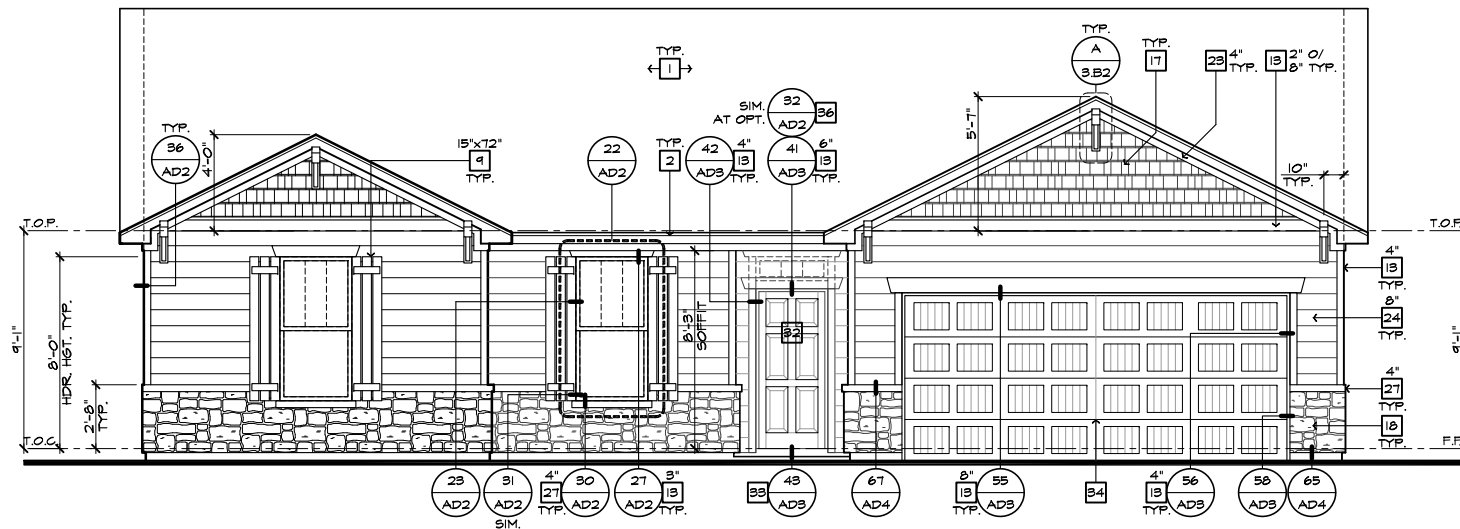 TYP.
A
3.B2
TYP.
1
TYP.
17
23 4"
TYP.
13 2" O/
8" TYP.
TYP.
36
AD2
4'-0"
15"x72"
9
TYP.
22
AD2
TYP.
2
SIM.
AT OPT.
32
AD2
36
42
AD3
4"
13
TYP.
41
AD3
6"
13
TYP.
5'-7"
10"
TYP.
T.O.P.
T.O.P.
9'-1"
8'-0"
HDR. HGT. TYP.
2'-8"
TYP.
8'-3"
SOFFIT
32
4"
13
TYP.
8"
24
TYP.
9'-1"
4"
27
TYP.
18
TYP.
T.O.C.
F.F.
23
AD2
31
AD2
SIM.
4"
27
TYP.
30
AD2
27
AD2
3"
13
TYP.
33
43
AD3
67
AD4
8"
13
TYP.
55
AD3
34
4"
13
TYP.
56
AD3
58
AD3
65
AD4